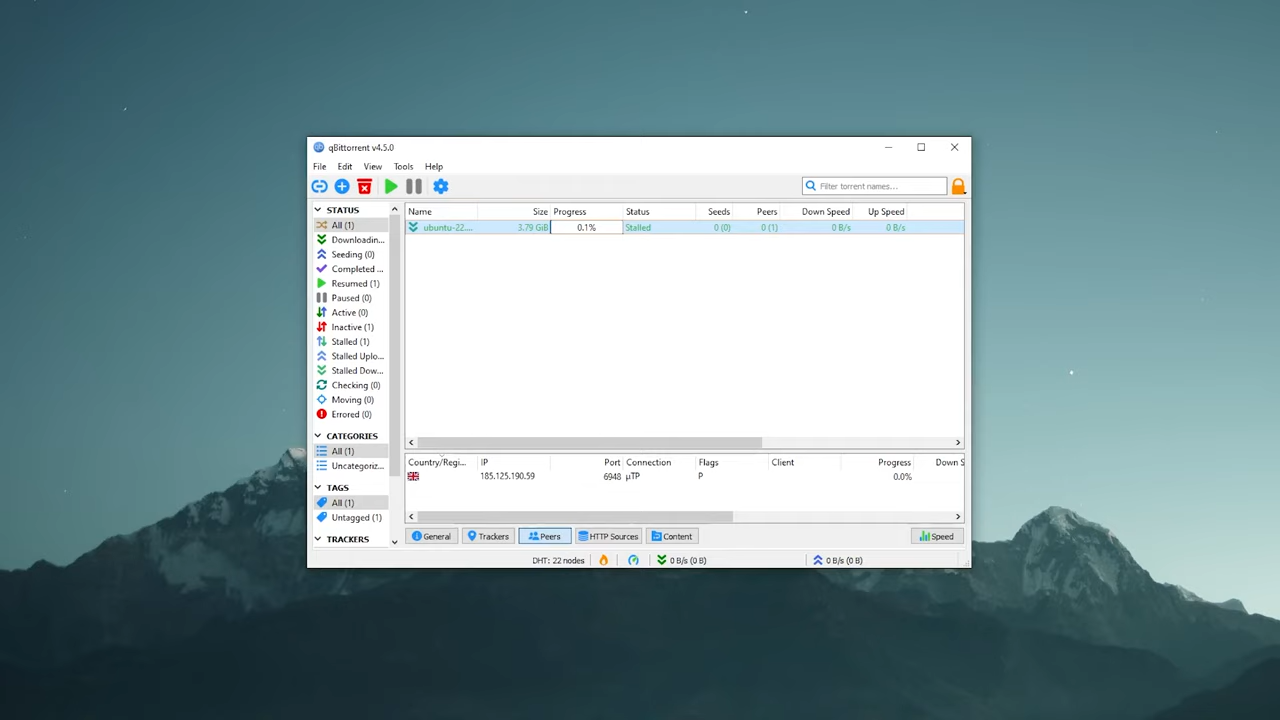 qBittorrent v4.5.0
File Edit View Tools Help
Filter torrent names...
STATUS
All (1)
Downloadin...
Seeding (0)
Completed ...
Resumed (1)
Paused (0)
Active (0)
Inactive (1)
Stalled (1)
Stalled Uplo...
Stalled Dow...
Checking (0)
Moving (0)
Errored (0)
CATEGORIES
All (1)
Uncategoriz...
TAGS
All (1)
Untagged (1)
TRACKERS
Name Size Progress Status Seeds Peers Down Speed Up Speed
ubuntu-22.... 3.79 GiB 0.1% Stalled 0 (0) 0 (1) 0 B/s 0 B/s
Country/Regi... IP Port Connection Flags Client Progress Down S
185.125.190.59 6948 μTP P 0.0%
General Trackers Peers HTTP Sources Content Speed
DHT: 22 nodes 0 B/s (0 B) 0 B/s (0 B)